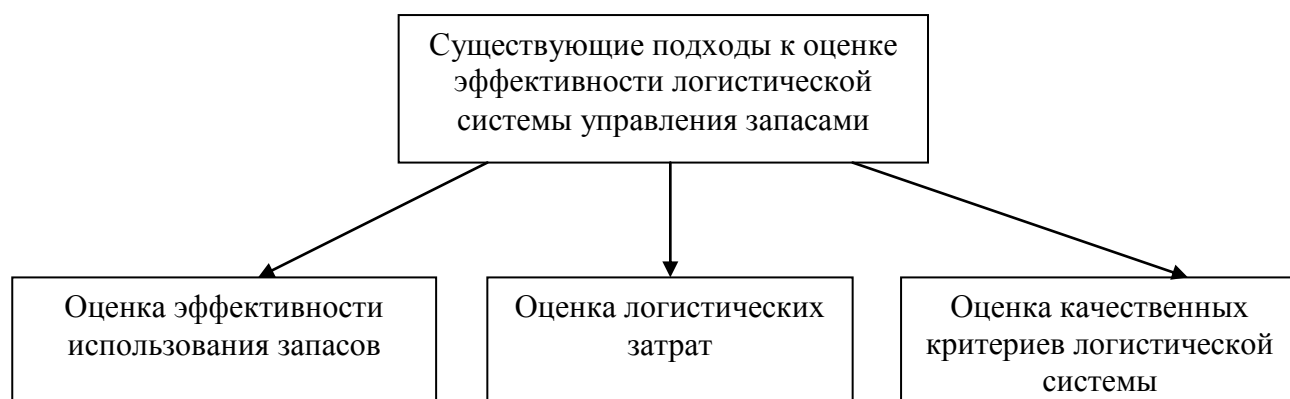 Существующие подходы к оценке
эффективности логистической
системы управления запасами
Оценка эффективности
использования запасов
Оценка логистических
затрат
Оценка качественных
критериев логистической
системы